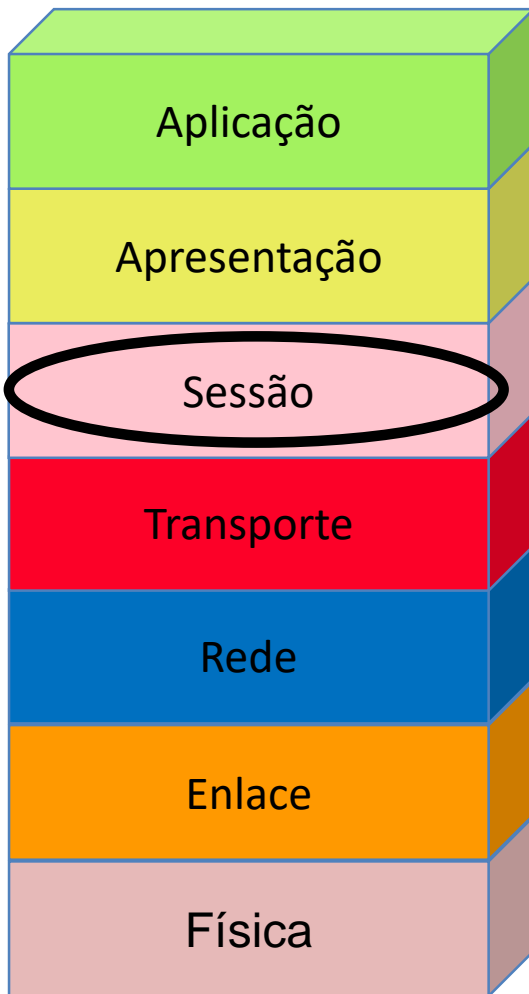 Aplicação
Apresentação
Sessão
Transporte
Rede
Enlace
Física